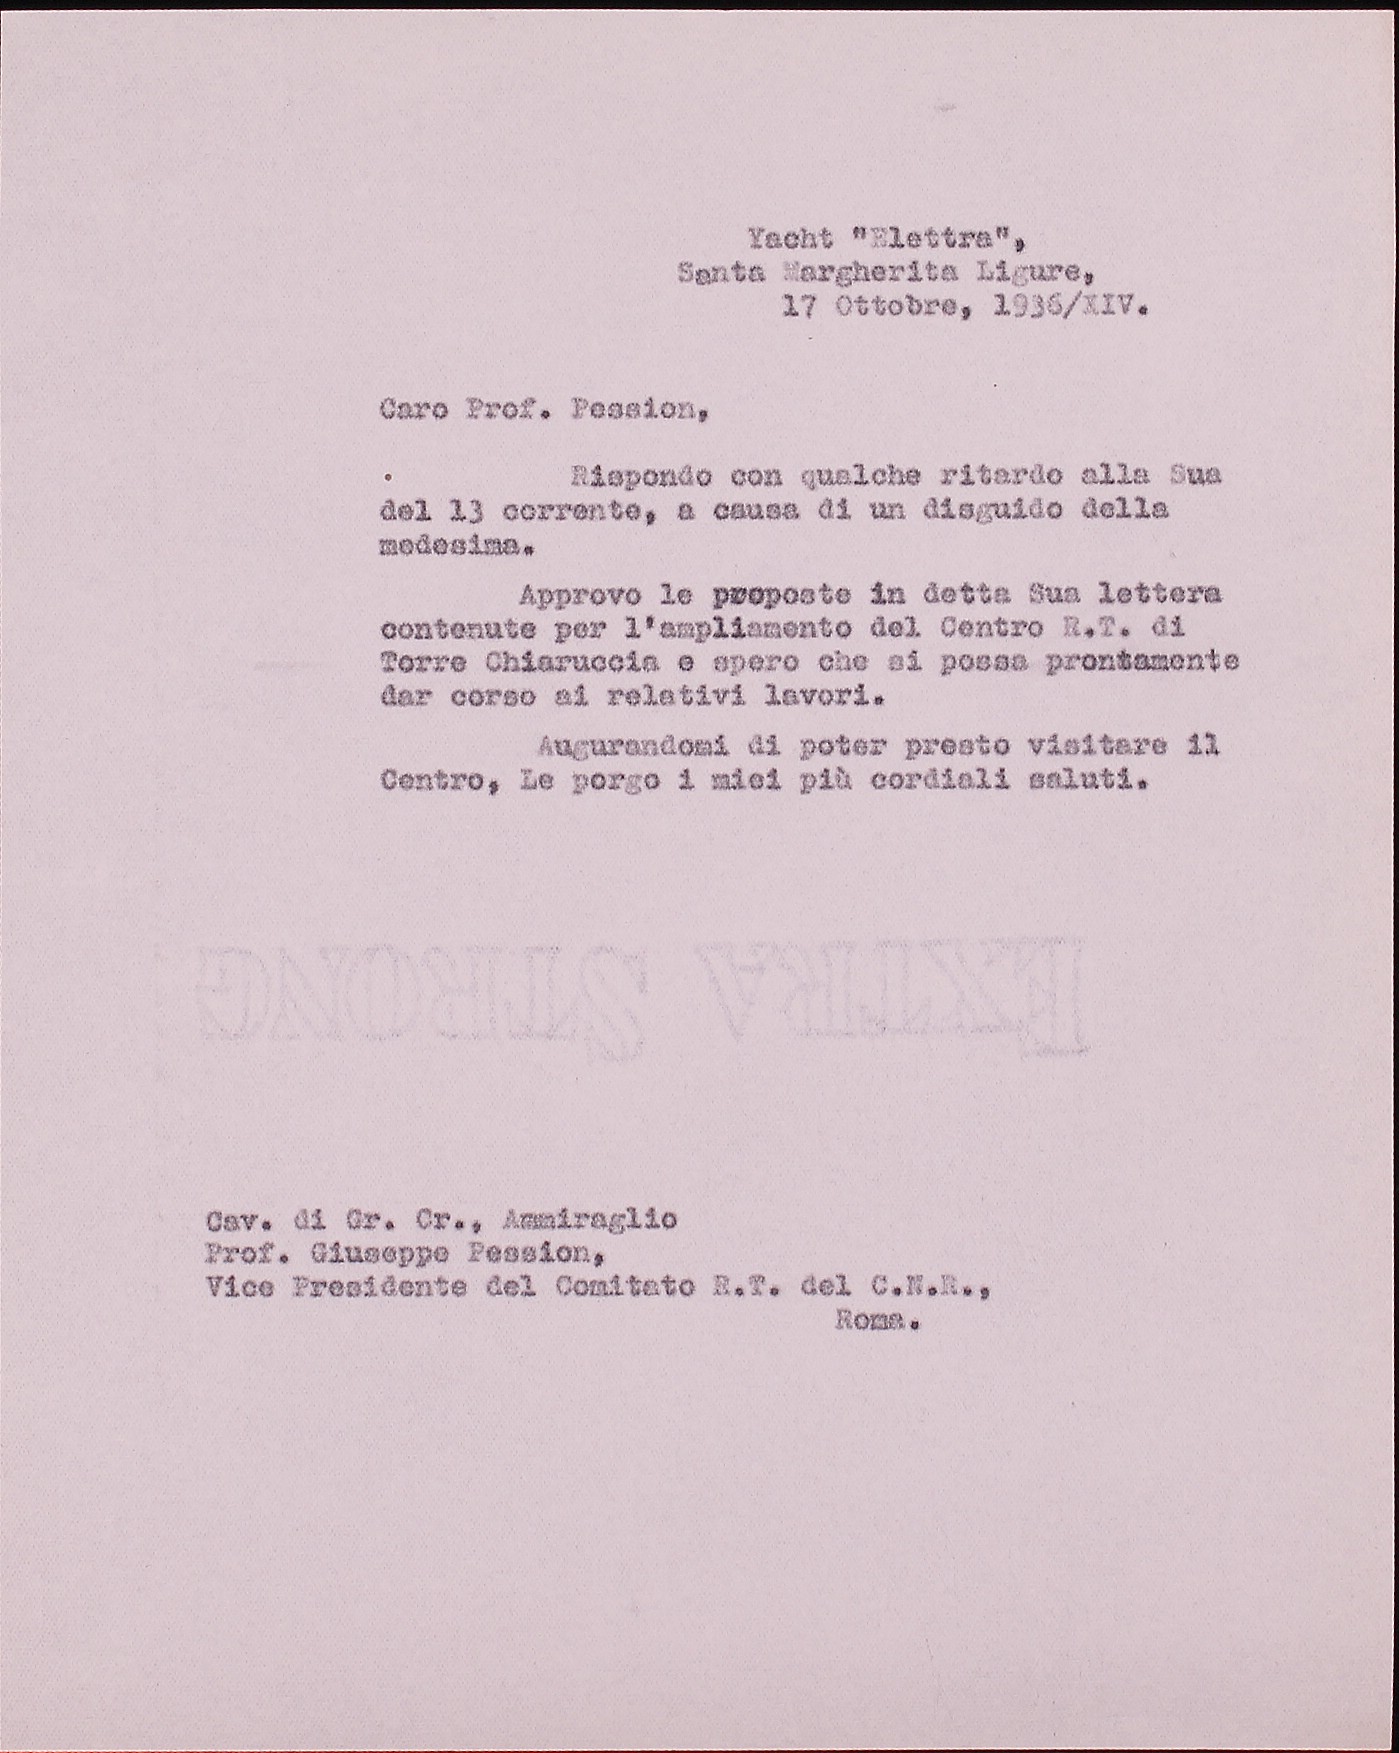 Yacht "Elettra",
Santa Margherita Ligure,
17 Ottobre, 1936/XIV.
Caro Prof. Pession,
Rispondo con qualche ritardo alla Sua
del 13 corrente, a causa di un disguido della
medesima.
Approvo le proposte in detta Sua lettera
contenute per l'ampliamento del Centro R.T. di
Torre Chiaruccia e spero che si possa prontamente
dar corso ai relativi lavori.
Augurandomi di poter presto visitare il
Centro, Le porgo i miei più cordiali saluti.
EXTRA STRONG
Cav. di Gr. Cr., Ammiraglio
Prof. Giuseppe Pession,
Vice Presidente del Comitato R.T. del C.N.R.,
Roma.